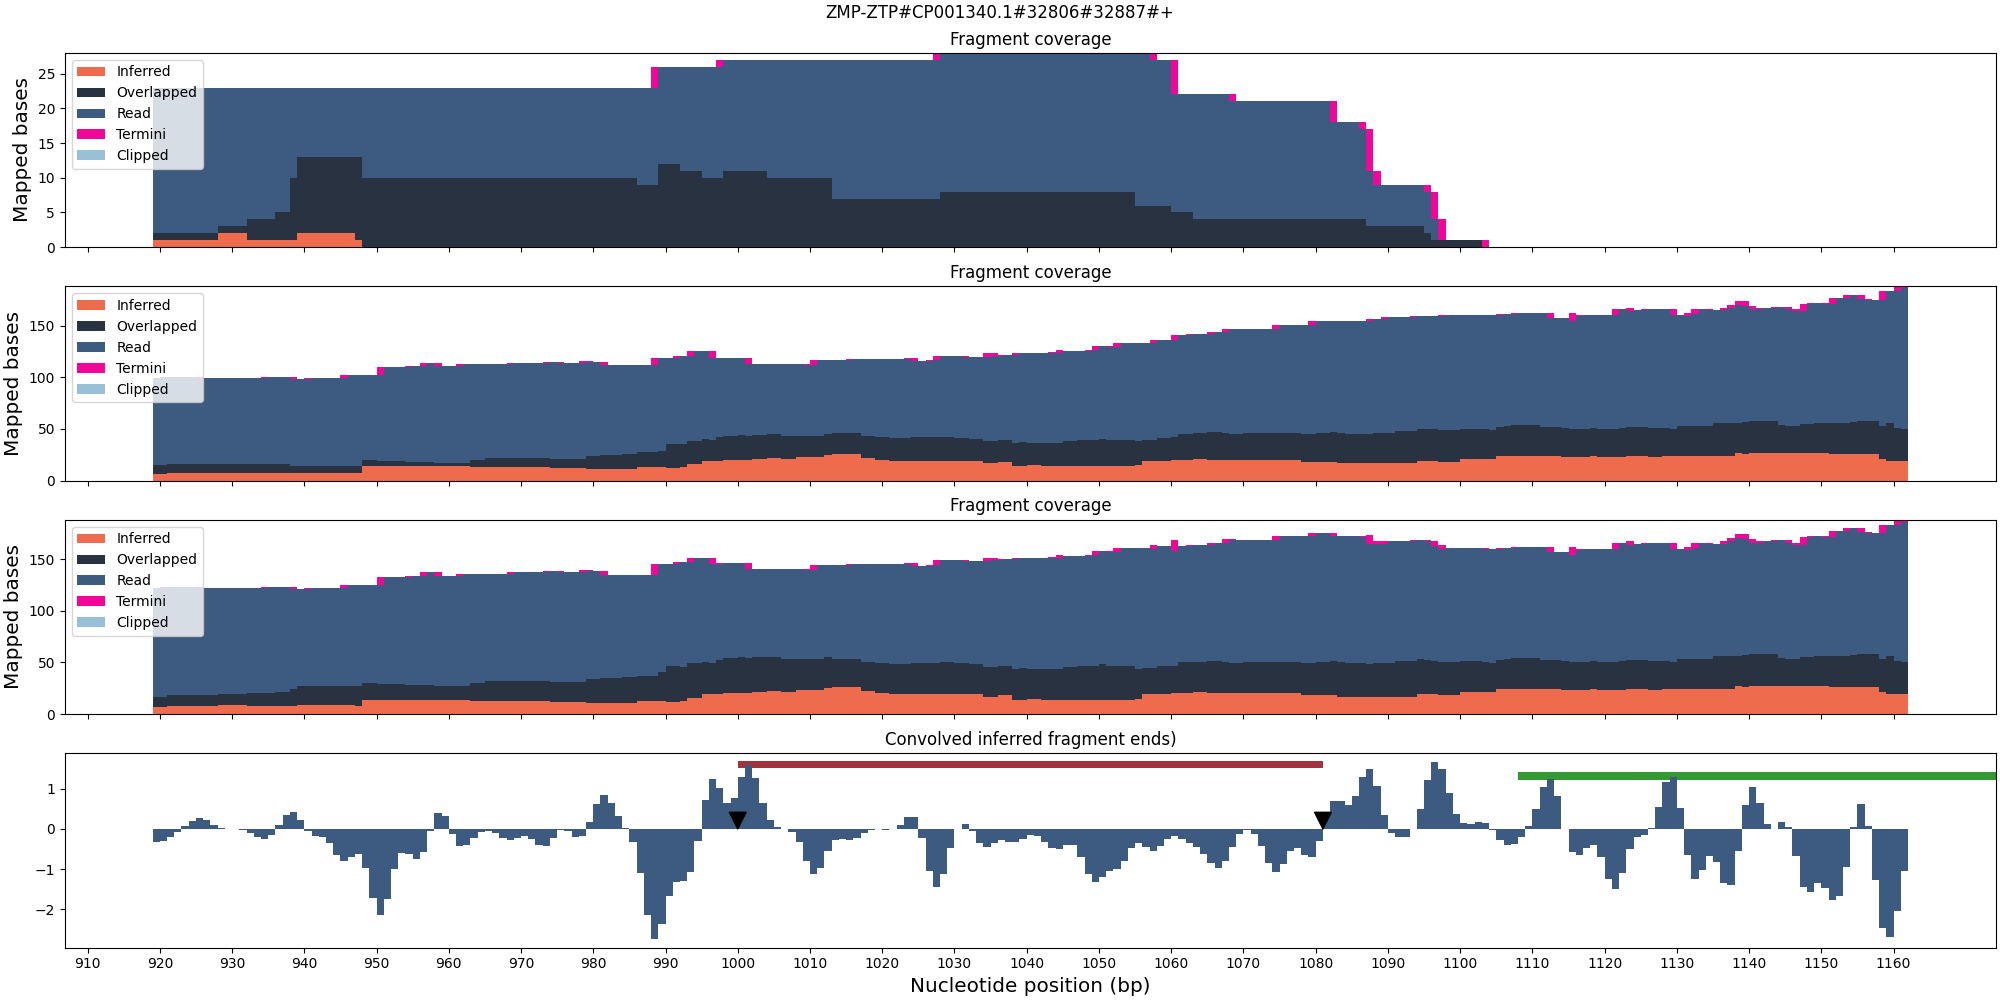 ZMP-ZTP#CP001340.1#32806#32887#+
Fragment coverage
Mapped bases
25
20
15
10
5
0
Inferred
Overlapped
Read
Termini
Clipped
Fragment coverage
Mapped bases
150
100
50
0
Inferred
Overlapped
Read
Termini
Clipped
Fragment coverage
Mapped bases
150
100
50
0
Inferred
Overlapped
Read
Termini
Clipped
Convolved inferred fragment ends)
1
0
−1
−2
910 920 930 940 950 960 970 980 990 1000 1010 1020 1030 1040 1050 1060 1070 1080 1090 1100 1110 1120 1130 1140 1150 1160
Nucleotide position (bp)